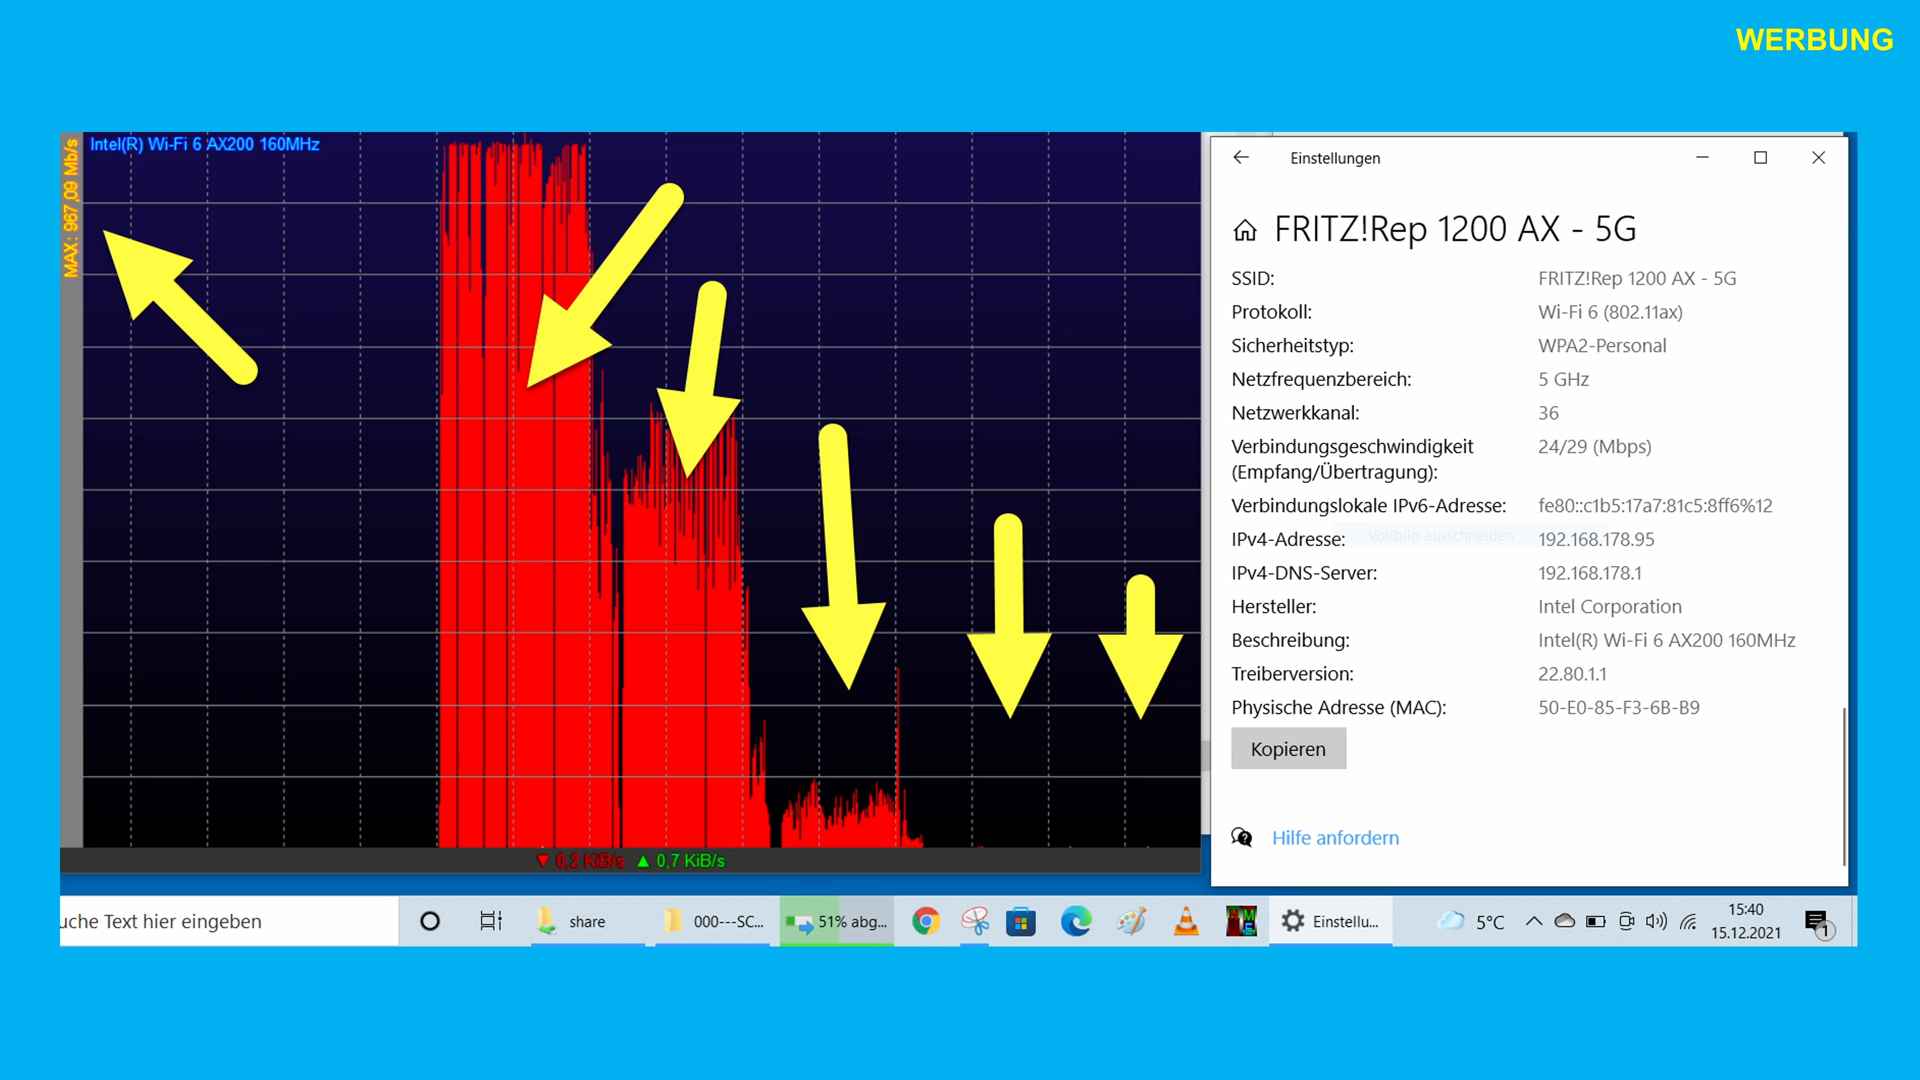 WERBUNG
Intel(R) Wi-Fi 6 AX200 160MHz
MAX: 967,09 Mb/s
▼ 0,2 KiB/s ▲ 0,7 KiB/s
Einstellungen
FRITZ!Rep 1200 AX - 5G
SSID: FRITZ!Rep 1200 AX - 5G
Protokoll: Wi-Fi 6 (802.11ax)
Sicherheitstyp: WPA2-Personal
Netzfrequenzbereich: 5 GHz
Netzwerkkanal: 36
Verbindungsgeschwindigkeit 24/29 (Mbps)
(Empfang/Übertragung):
Verbindungslokale IPv6-Adresse: fe80::c1b5:17a7:81c5:8ff6%12
Vollbild ausschneiden
IPv4-Adresse: 192.168.178.95
IPv4-DNS-Server: 192.168.178.1
Hersteller: Intel Corporation
Beschreibung: Intel(R) Wi-Fi 6 AX200 160MHz
Treiberversion: 22.80.1.1
Physische Adresse (MAC): 50-E0-85-F3-6B-B9
Kopieren
Hilfe anfordern
uche Text hier eingeben
share
000---SC...
51% abg...
Einstellu...
5°C
15:40
15.12.2021
1